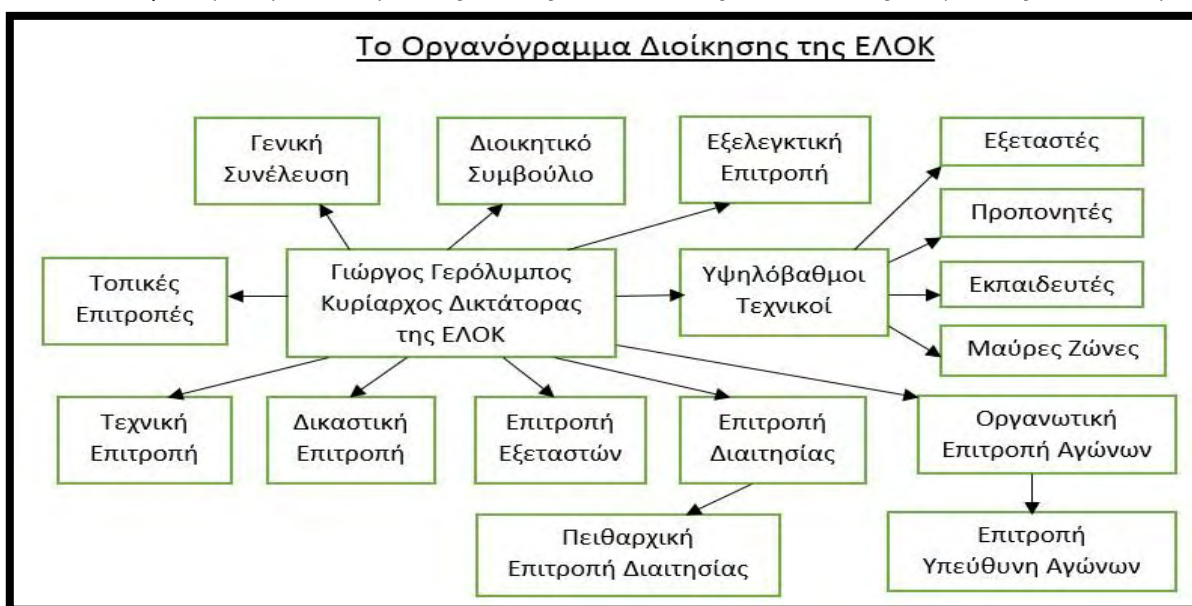 Το Οργανόγραμμα Διοίκησης της ΕΛΟΚ
Γενική
Συνέλευση
Διοικητικό
Συμβούλιο
Εξελεγκτική
Επιτροπή
Εξεταστές
Προπονητές
Εκπαιδευτές
Μαύρες Ζώνες
Τοπικές
Επιτροπές
Γιώργος Γερόλυμπος
Κυρίαρχος Δικτάτορας
της ΕΛΟΚ
Υψηλόβαθμοι
Τεχνικοί
Τεχνική
Επιτροπή
Δικαστική
Επιτροπή
Επιτροπή
Εξεταστών
Επιτροπή
Διαιτησίας
Οργανωτική
Επιτροπή Αγώνων
Πειθαρχική
Επιτροπή Διαιτησίας
Επιτροπή
Υπεύθυνη Αγώνων